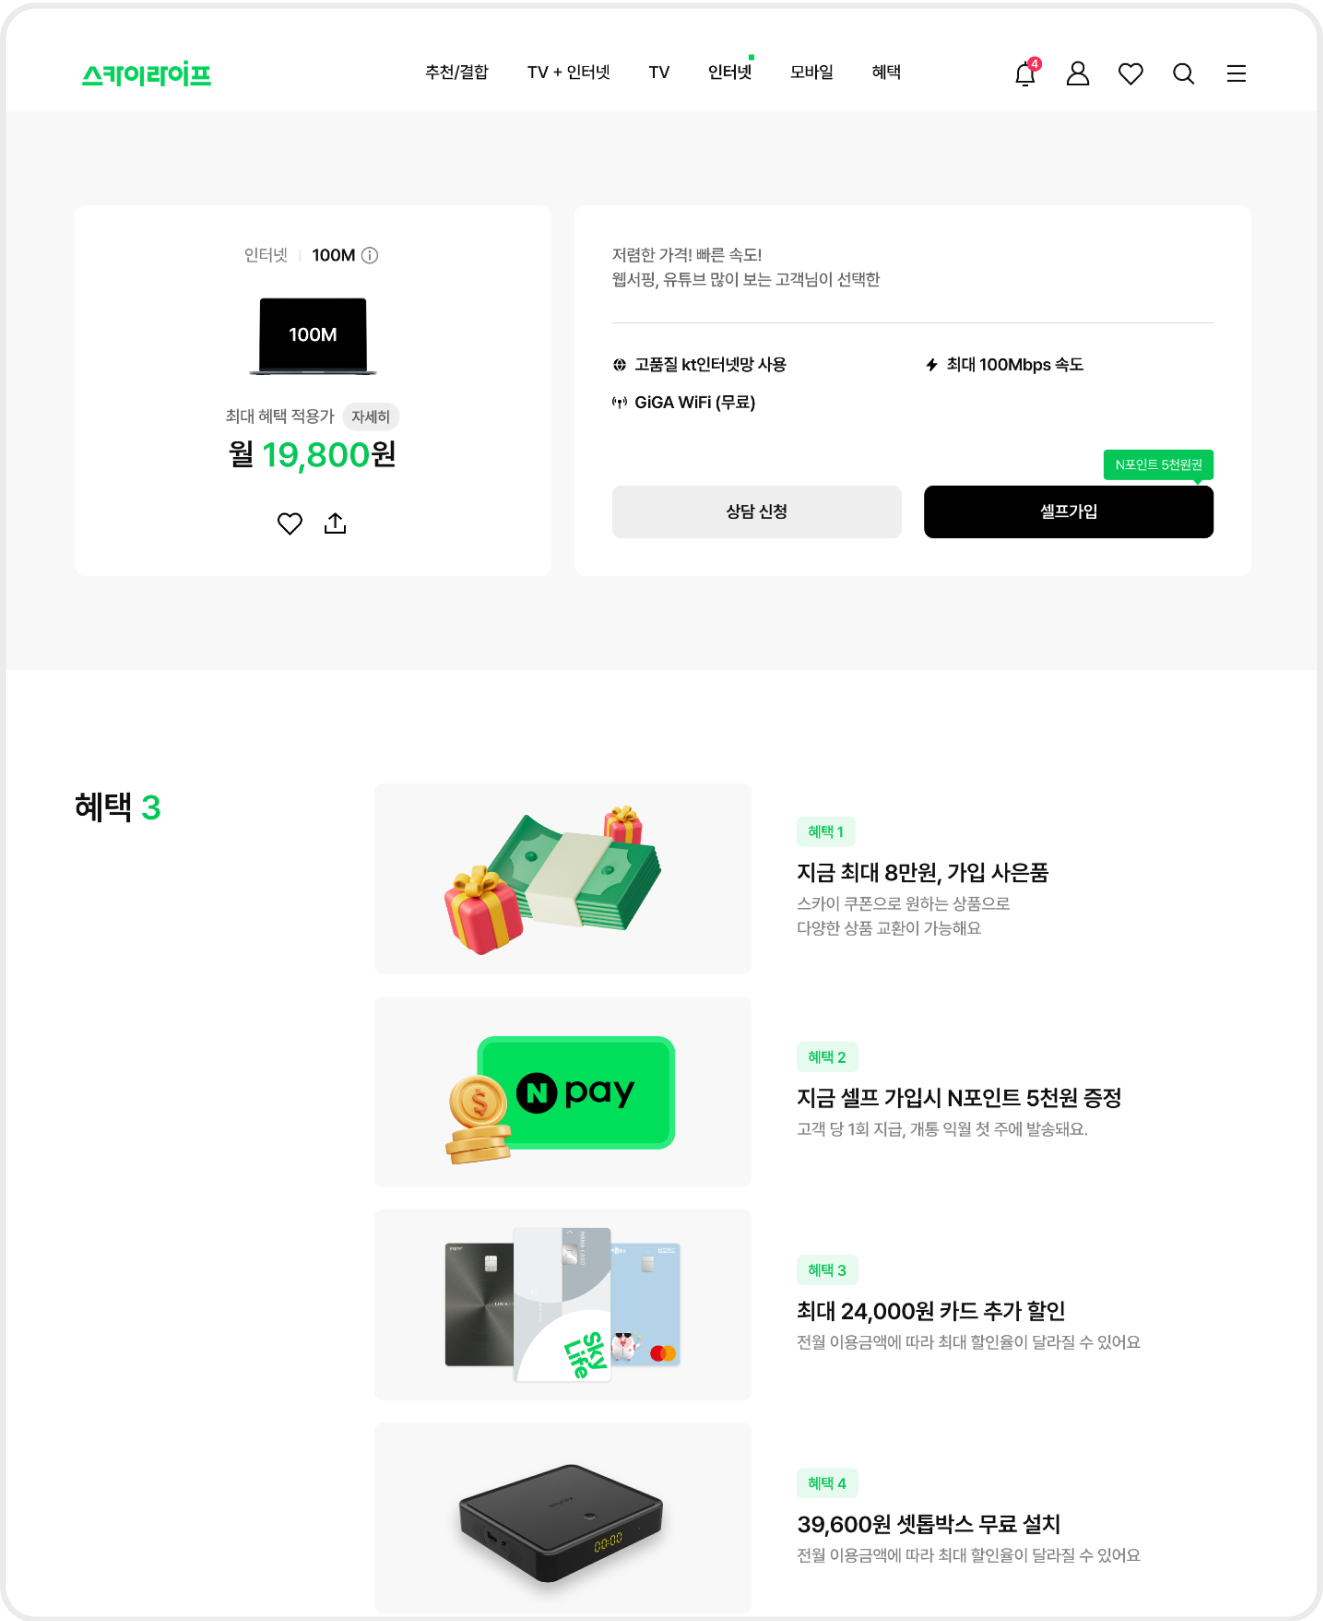 스카이라이프
추천/결합
TV + 인터넷
TV
인터넷
모바일
혜택
4
인터넷
100M
100M
최대 혜택 적용가
자세히
월 19,800원
저렴한 가격! 빠른 속도!
웹서핑, 유튜브 많이 보는 고객님이 선택한
고품질 kt인터넷망 사용
최대 100Mbps 속도
GiGA WiFi (무료)
N포인트 5천원권
상담 신청
셀프가입
혜택 3
혜택 1
지금 최대 8만원, 가입 사은품
스카이 쿠폰으로 원하는 상품으로
다양한 상품 교환이 가능해요
N pay
혜택 2
지금 셀프 가입시 N포인트 5천원 증정
고객 당 1회 지급, 개통 익월 첫 주에 발송돼요.
Sky
Life
혜택 3
최대 24,000원 카드 추가 할인
전월 이용금액에 따라 최대 할인율이 달라질 수 있어요
00:00
혜택 4
39,600원 셋톱박스 무료 설치
전월 이용금액에 따라 최대 할인율이 달라질 수 있어요